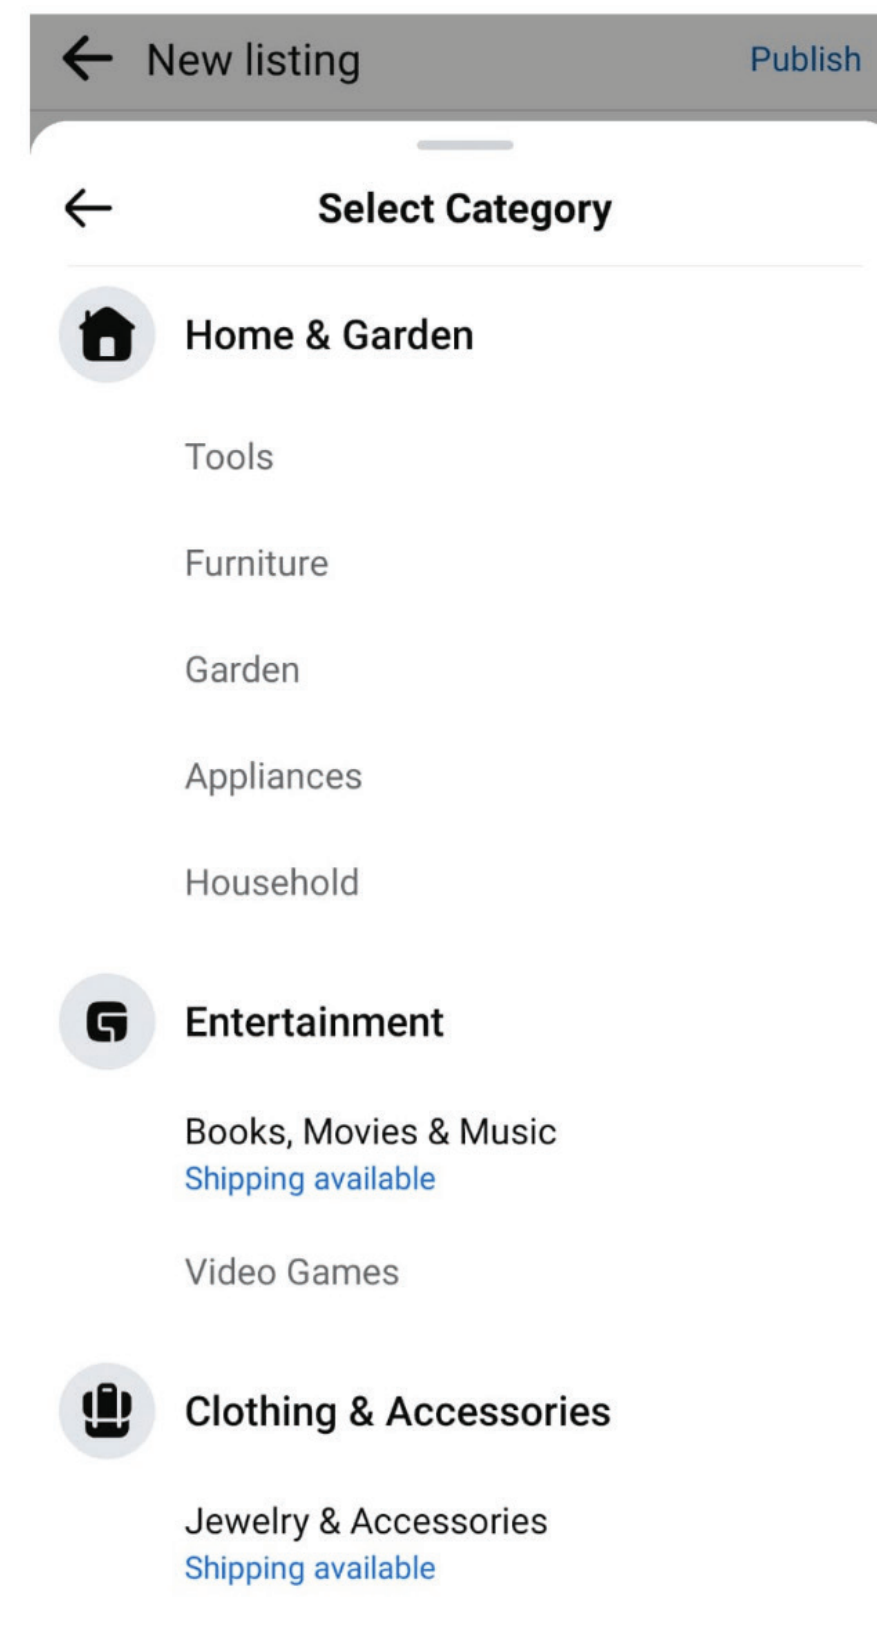 New listing
Publish
Select Category
Home & Garden
Tools
Furniture
Garden
Appliances
Household
Entertainment
Books, Movies & Music
Shipping available
Video Games
Clothing & Accessories
Jewelry & Accessories
Shipping available